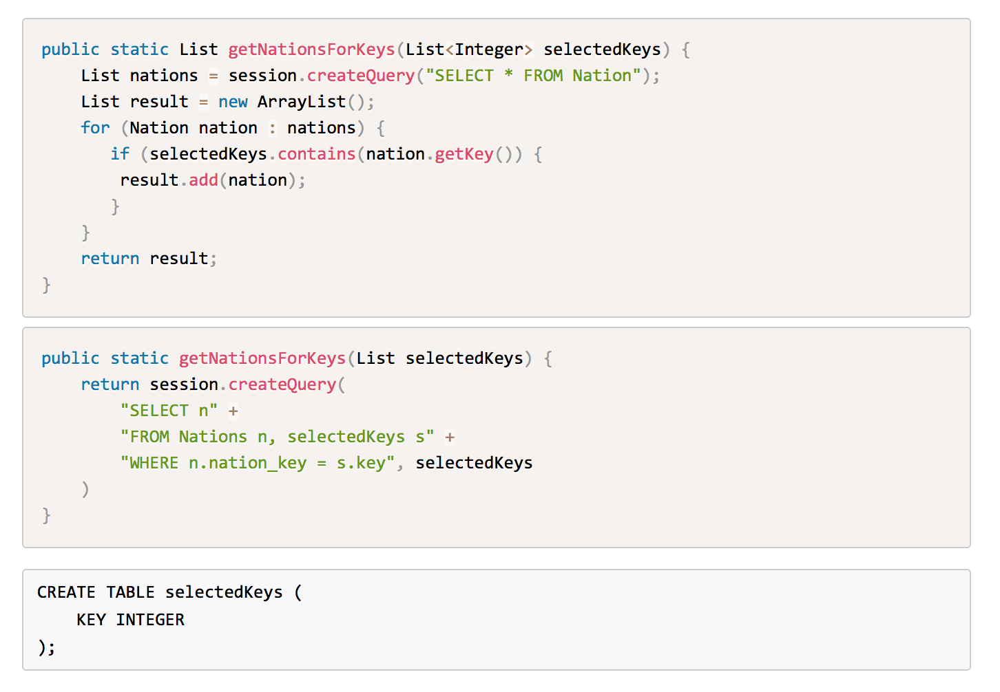 public static List getNationsForKeys(List<Integer> selectedKeys) {
    List nations = session.createQuery("SELECT * FROM Nation");
    List result = new ArrayList();
    for (Nation nation : nations) {
       if (selectedKeys.contains(nation.getKey()) {
        result.add(nation);
       }
    }
    return result;
}
public static getNationsForKeys(List selectedKeys) {
    return session.createQuery(
        "SELECT n" +
        "FROM Nations n, selectedKeys s" +
        "WHERE n.nation_key = s.key", selectedKeys
    )
}
CREATE TABLE selectedKeys (
    KEY INTEGER
);